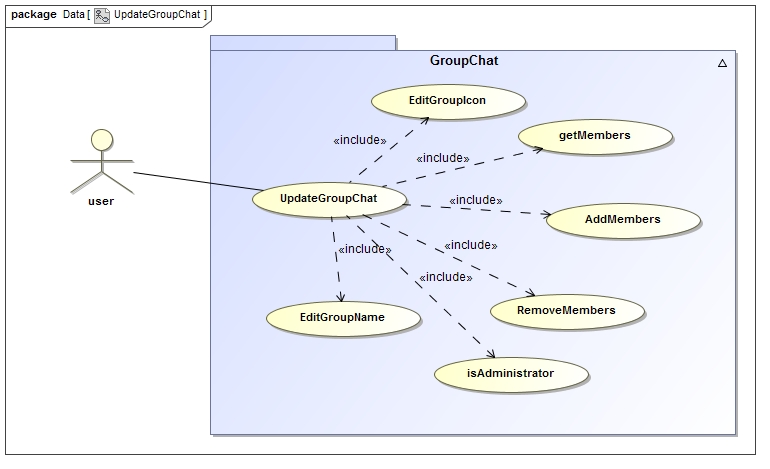 package Data [ UpdateGroupChat ]
GroupChat
EditGroupIcon
getMembers
«include»
«include»
user
UpdateGroupChat
«include»
AddMembers
«include»
«include»
«include»
EditGroupName
RemoveMembers
isAdministrator